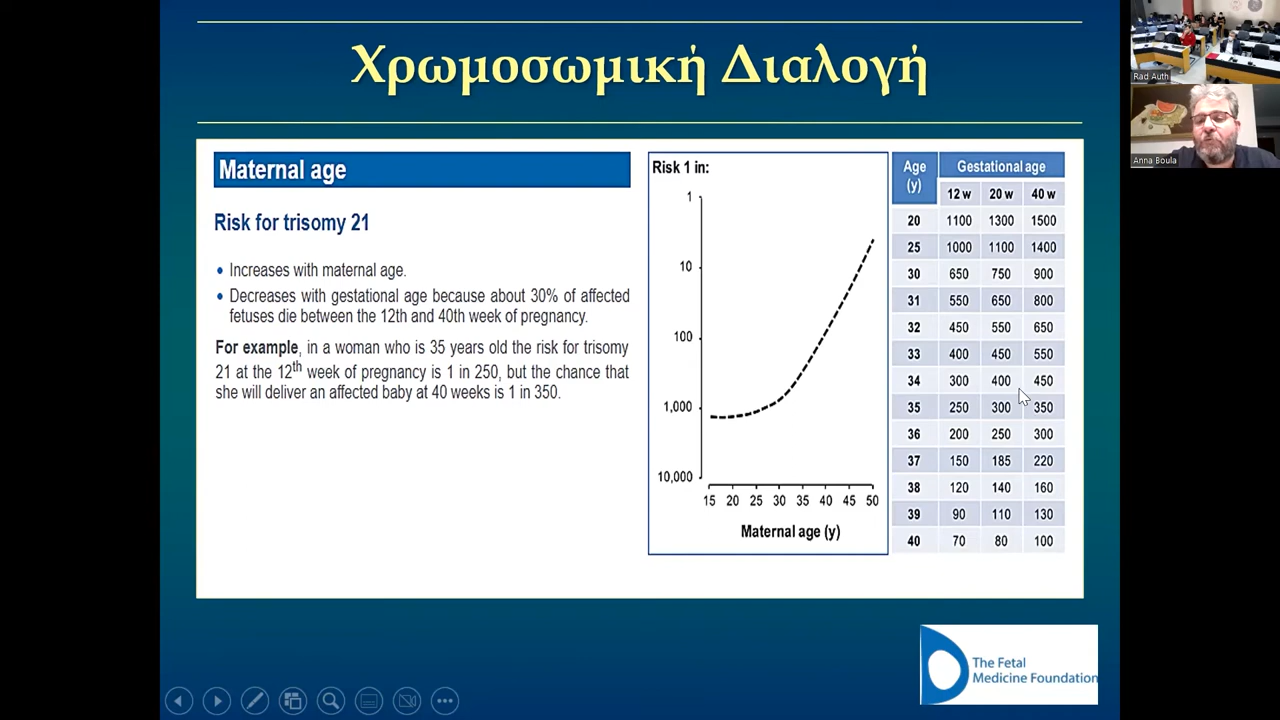 Χρωμοσωμική Διαλογή
Maternal age
Risk for trisomy 21
• Increases with maternal age.
• Decreases with gestational age because about 30% of affected
fetuses die between the 12th and 40th week of pregnancy.
For example, in a woman who is 35 years old the risk for trisomy
21 at the 12th week of pregnancy is 1 in 250, but the chance that
she will deliver an affected baby at 40 weeks is 1 in 350.
Risk 1 in:
1
10
100
1,000
10,000
15 20 25 30 35 40 45 50
Maternal age (y)
Age (y) Gestational age
12 w 20 w 40 w
20 1100 1300 1500
25 1000 1100 1400
30 650 750 900
31 550 650 800
32 450 550 650
33 400 450 550
34 300 400 450
35 250 300 350
36 200 250 300
37 150 185 220
38 120 140 160
39 90 110 130
40 70 80 100
The Fetal
Medicine Foundation
Rad Auth
Anna Boula